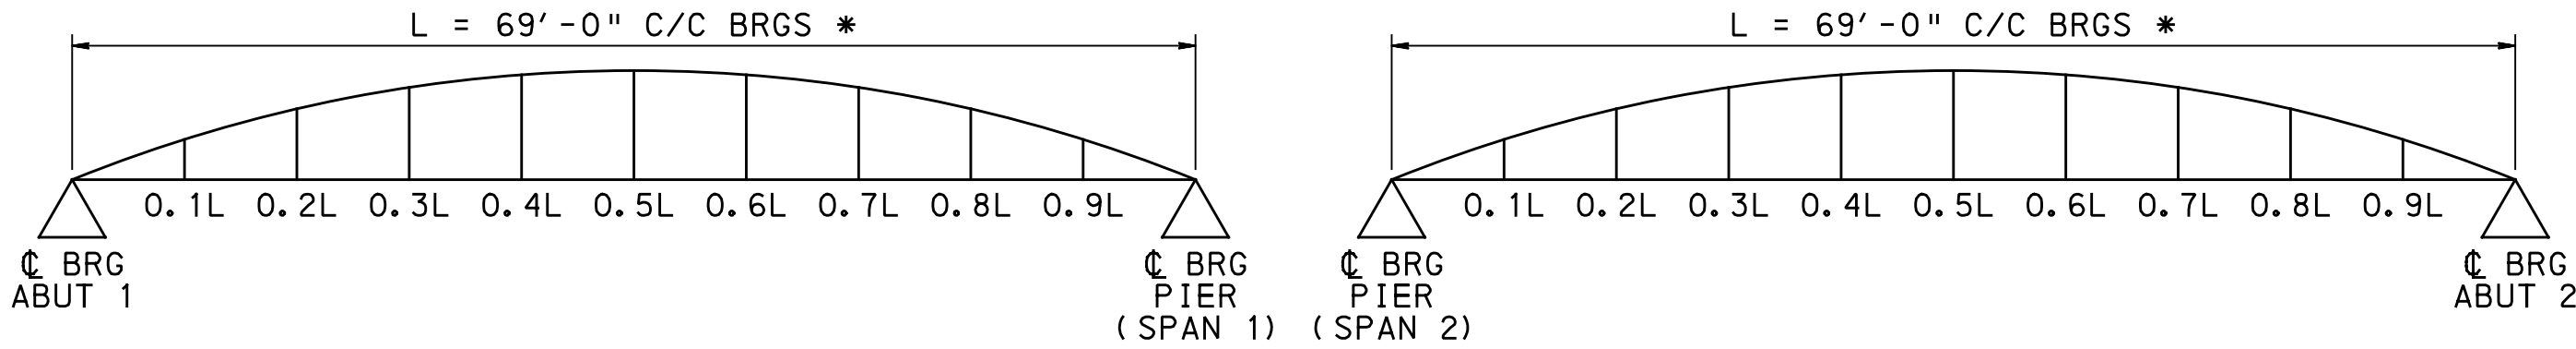 L = 69'-0" C/C BRGS * L = 69'-0" C/C BRGS *
0.1L 0.2L 0.3L 0.4L 0.5L 0.6L 0.7L 0.8L 0.9L 0.1L 0.2L 0.3L 0.4L 0.5L 0.6L 0.7L 0.8L 0.9L
℄ BRG
ABUT 1
℄ BRG
PIER
(SPAN 1)
℄ BRG
PIER
(SPAN 2)
℄ BRG
ABUT 2